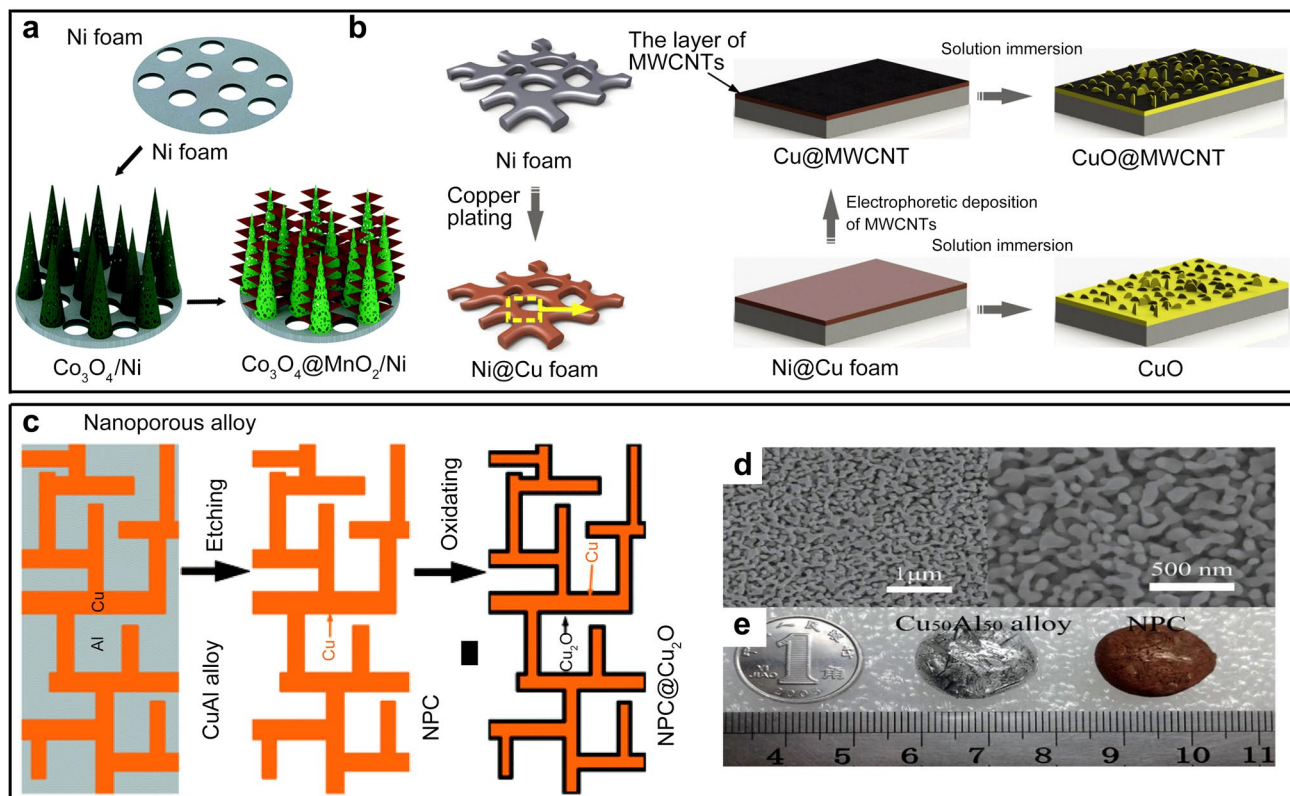 a
Ni foam
Ni foam
Co₃O₄/Ni
Co₃O₄@MnO₂/Ni
b
Ni foam
Copper
plating
Ni@Cu foam
The layer of
MWCNTs
Cu@MWCNT
Solution immersion
CuO@MWCNT
Electrophoretic deposition
of MWCNTs
Solution immersion
Ni@Cu foam
CuO
c
Nanoporous alloy
Cu
Al
CuAl alloy
Etching
Cu
NPC
Oxidating
Cu
Cu₂O
NPC@Cu₂O
d
1μm
500 nm
e
Cu₅₀Al₅₀ alloy
NPC
1
角
JIAO
4 5 6 7 8 9 10 11